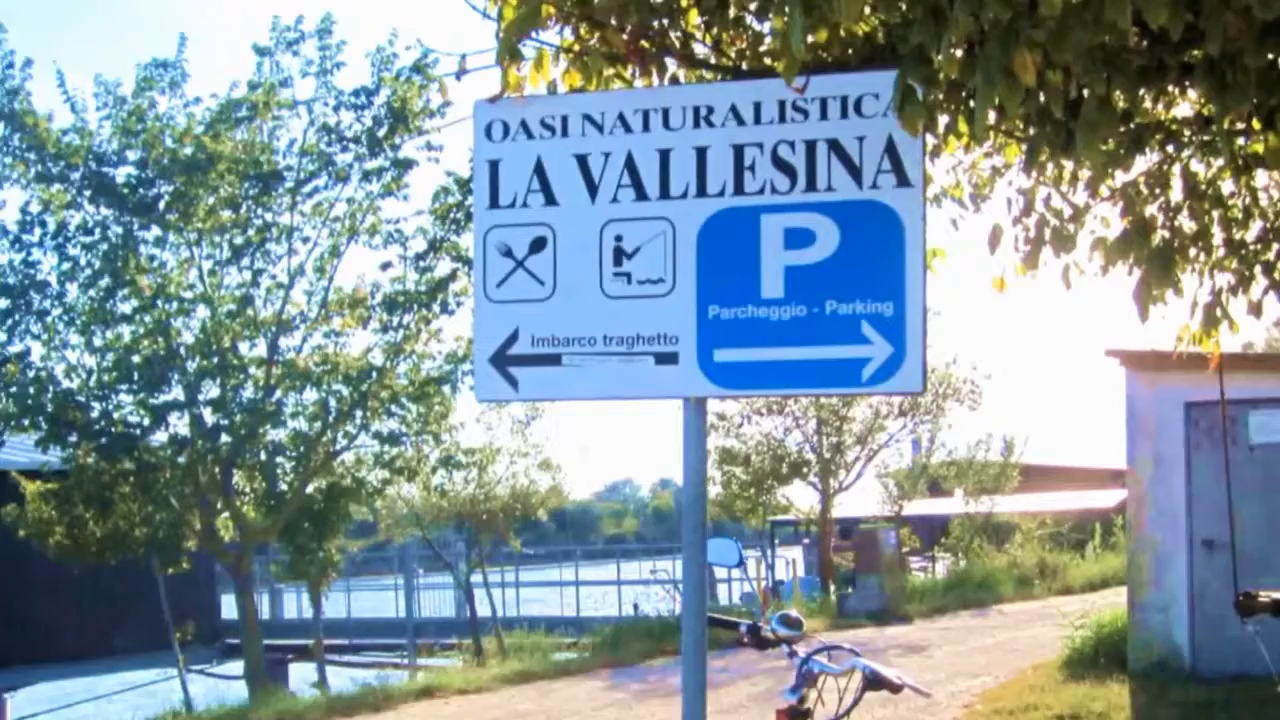 OASI NATURALISTICA
LA VALLESINA
P
Parcheggio - Parking
Imbarco traghetto